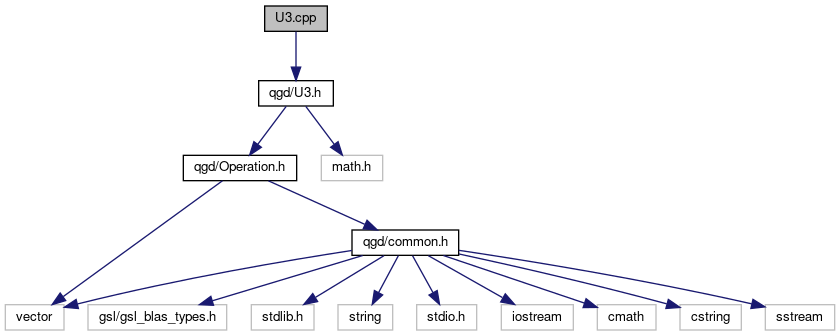 U3.cpp
qgd/U3.h
qgd/Operation.h
math.h
qgd/common.h
vector
gsl/gsl_blas_types.h
stdlib.h
string
stdio.h
iostream
cmath
cstring
sstream